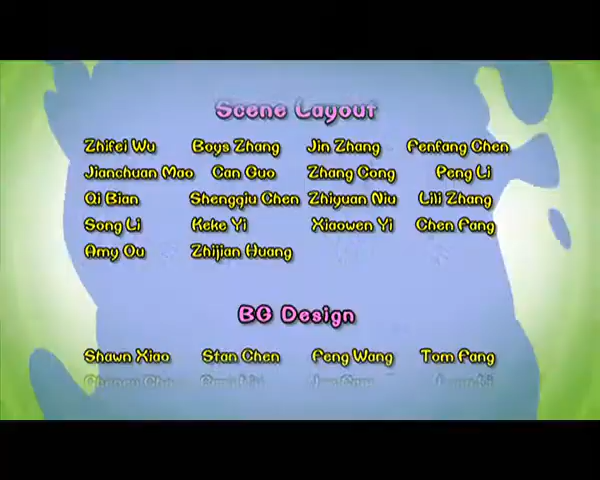 Scene Layout
Zhifei Wu Boys Zhang Jin Zhang Fenfang Chen
Jianchuan Mao Can Guo Zhang Cong Peng Li
Qi Bian Shengqiu Chen Zhiyuan Niu Lili Zhang
Song Li Keke Yi Xiaowen Yi Chen Fang
Amy Ou Zhijian Huang
BG Design
Shawn Xiao Stan Chen Feng Wang Tom Fang